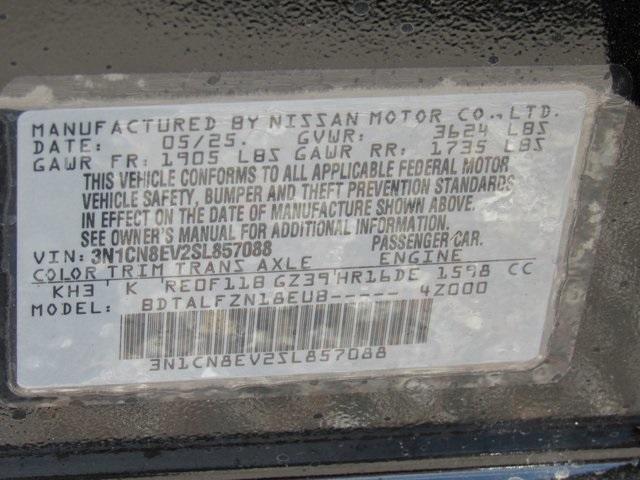 MANUFACTURED BY NISSAN MOTOR CO., LTD.
DATE: 05/25. GVWR: 3624 LBS
GAWR FR: 1905 LBS GAWR RR: 1735 LBS
THIS VEHICLE CONFORMS TO ALL APPLICABLE FEDERAL MOTOR
VEHICLE SAFETY, BUMPER AND THEFT PREVENTION STANDARDS
IN EFFECT ON THE DATE OF MANUFACTURE SHOWN ABOVE.
SEE OWNER'S MANUAL FOR ADDITIONAL INFORMATION.
VIN: 3N1CN8EV2SL857088 PASSENGER CAR.
COLOR TRIM TRANS AXLE ENGINE
KH3 K RE0F11B GZ39 HR16DE 1598 CC
MODEL: BDTALFZN18EU8----- 4Z000
3N1CN8EV2SL857088